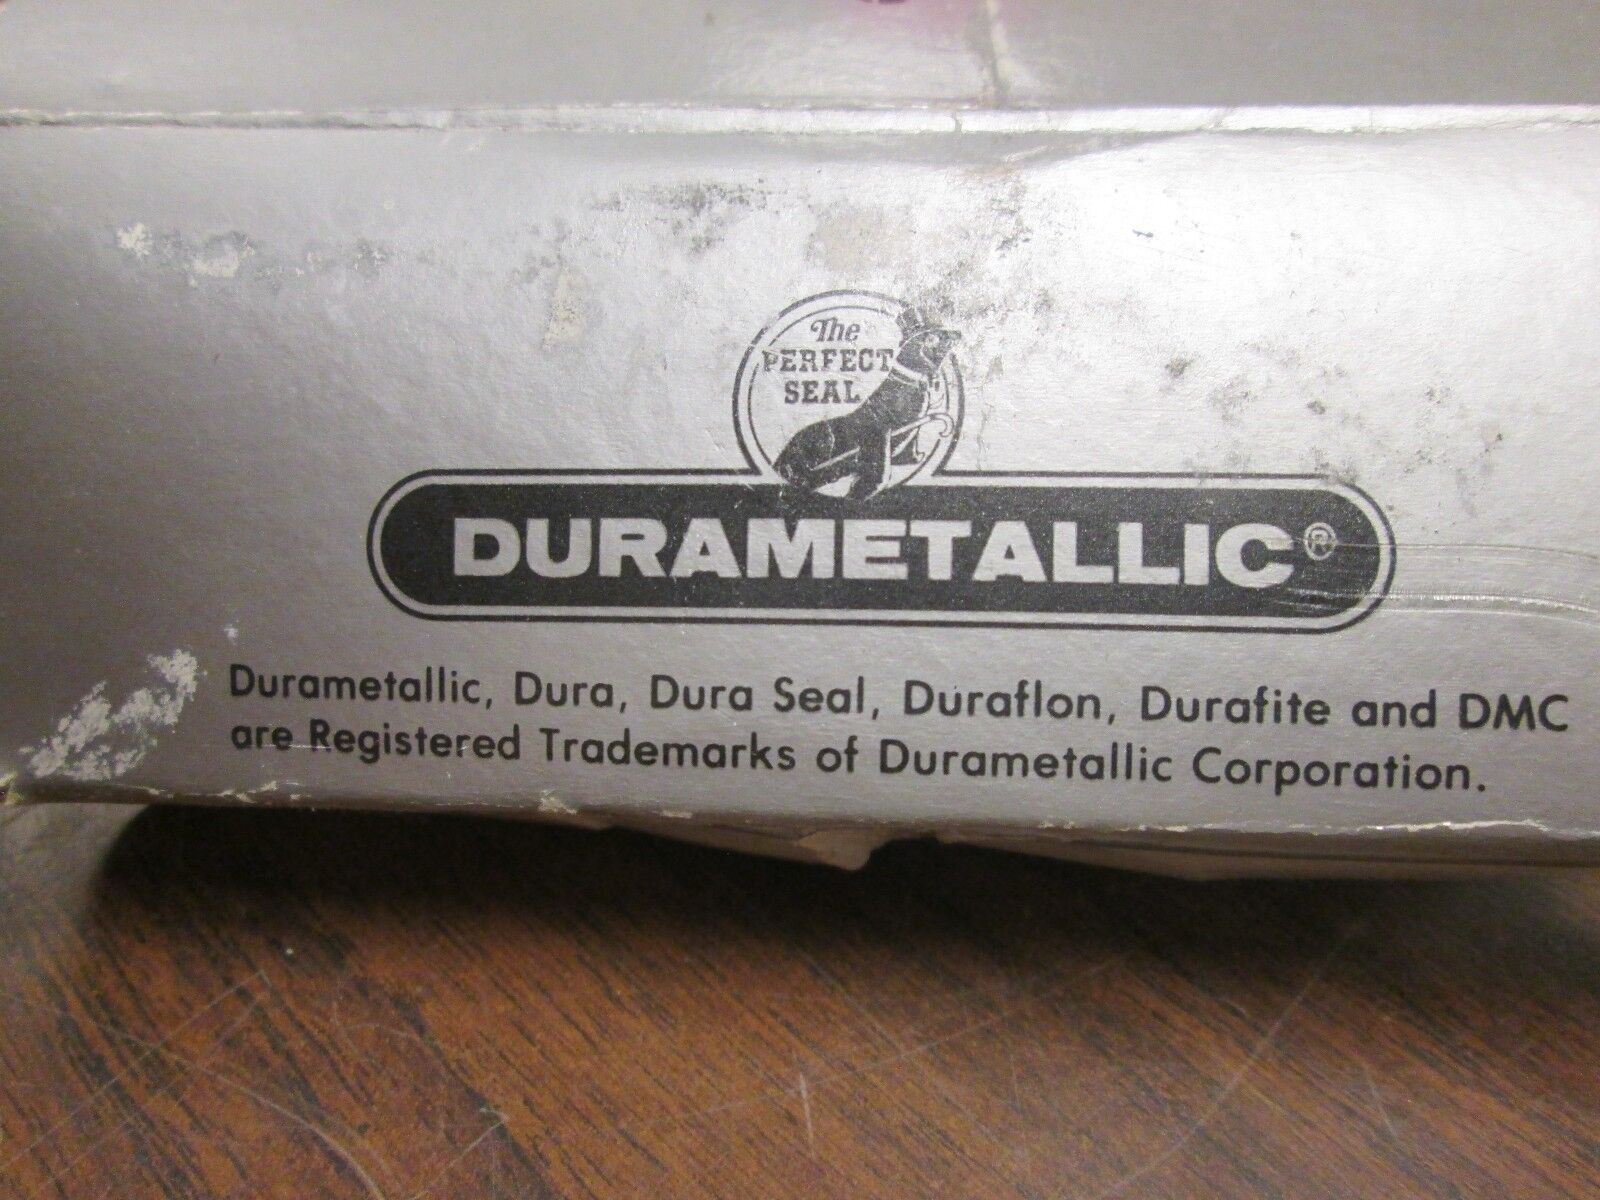 The
PERFECT
SEAL
DURAMETALLIC®
Durametallic, Dura, Dura Seal, Duraflon, Durafite and DMC
are Registered Trademarks of Durametallic Corporation.